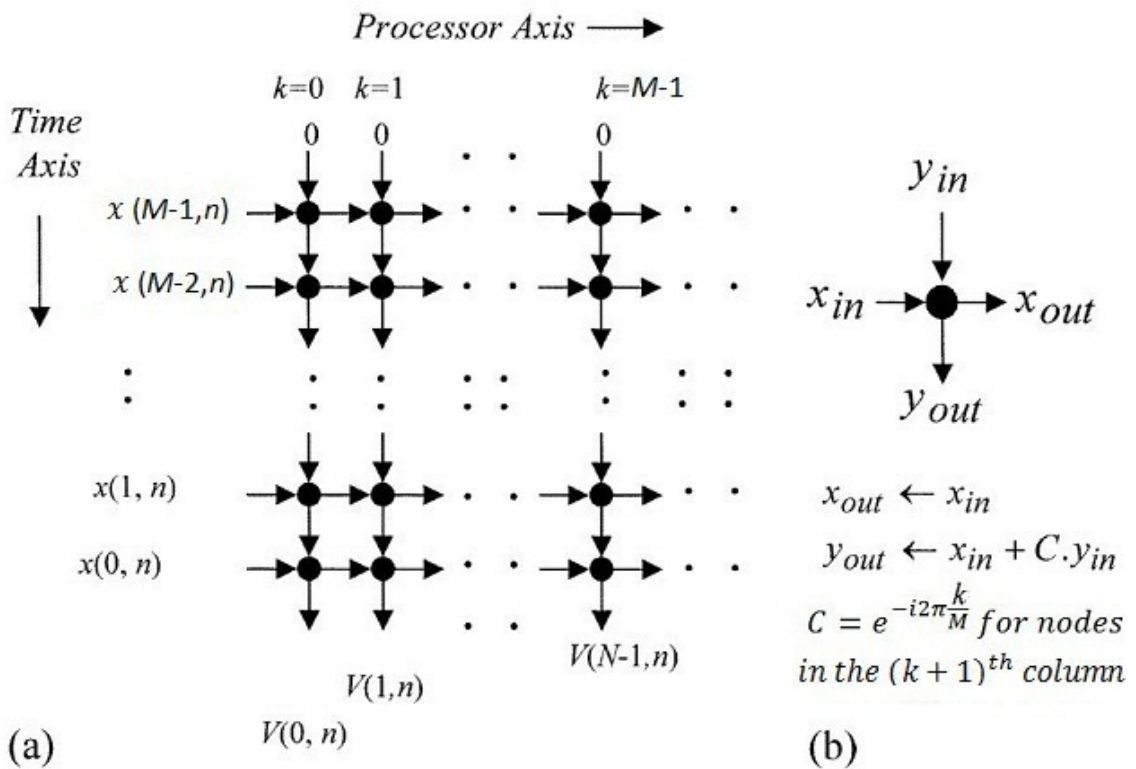 Processor Axis
k=0 k=1 k=M-1
Time Axis
0 0 0
x (M-1,n)
x (M-2,n)
x(1, n)
x(0, n)
V(N-1,n)
V(1,n)
V(0, n)
(a)
y_in
x_in x_out
y_out
x_out ← x_in
y_out ← x_in + C.y_in
C = e^{-i2π\frac{k}{M}} for nodes
in the (k + 1)^{th} column
(b)